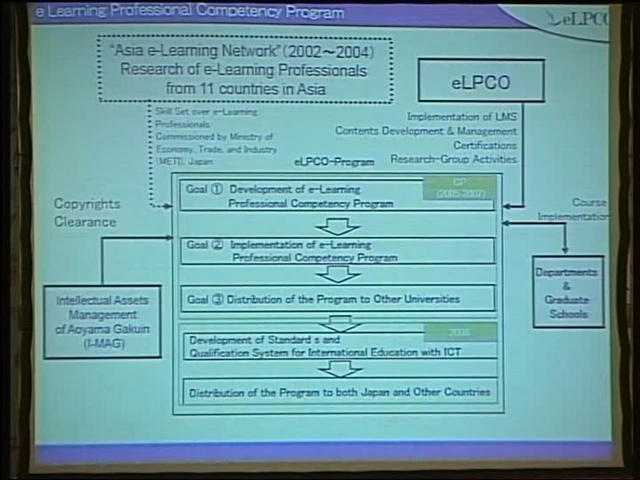 e Learning Professional Competency Program
eLPCO
"Asia e-Learning Network"(2002～2004)
Research of e-Learning Professionals
from 11 countries in Asia
eLPCO
Skill Set over e-Learning
Professionals
Commissioned by Ministry of
Economy, Trade, and Industry
(METI), Japan
Implementation of LMS
Contents Development & Management
Certifications
Research-Group Activities
eLPCO-Program
Copyrights
Clearance
Goal ① Development of e-Learning
Professional Competency Program
GP
(2005-2007)
Course
Implementation
Goal ② Implementation of e-Learning
Professional Competency Program
Departments
&
Graduate
Schools
Intellectual Assets
Management
of Aoyama Gakuin
(I-MAG)
Goal ③ Distribution of the Program to Other Universities
2008
Development of Standard s and
Qualification System for International Education with ICT
Distribution of the Program to both Japan and Other Countries